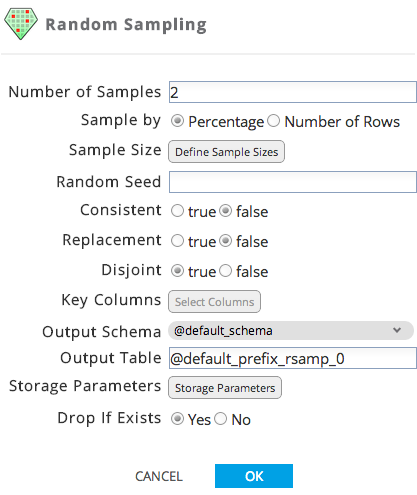 Random Sampling
Number of Samples 2
Sample by Percentage Number of Rows
Sample Size Define Sample Sizes
Random Seed
Consistent true false
Replacement true false
Disjoint true false
Key Columns Select Columns
Output Schema @default_schema
Output Table @default_prefix_rsamp_0
Storage Parameters Storage Parameters
Drop If Exists Yes No
CANCEL OK